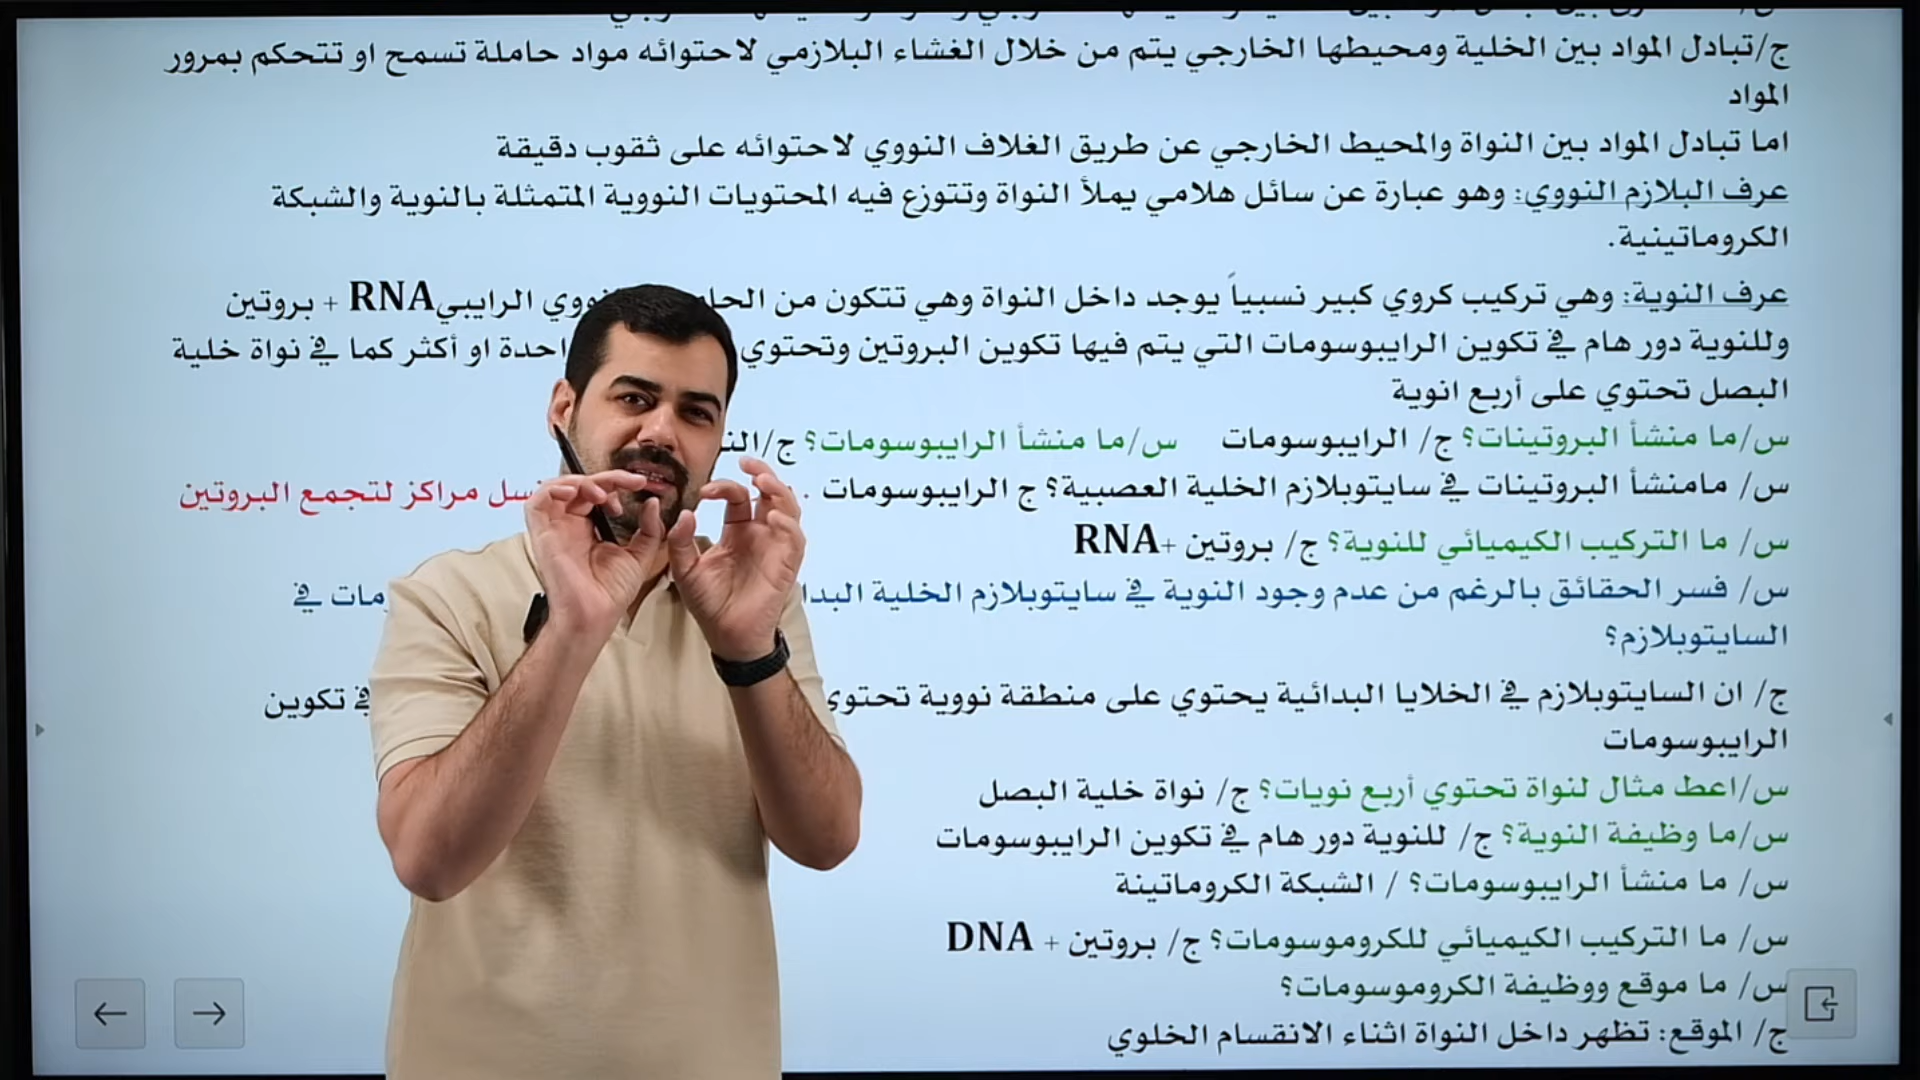 ج/تبادل المواد بين الخلية ومحيطها الخارجي يتم من خلال الغشاء البلازمي لاحتوائه مواد حاملة تسمح او تتحكم بمرور
المواد
اما تبادل المواد بين النواة والمحيط الخارجي عن طريق الغلاف النووي لاحتوائه على ثقوب دقيقة
عرف البلازم النووي: وهو عبارة عن سائل هلامي يملأ النواة وتتوزع فيه المحتويات النووية المتمثلة بالنوية والشبكة
الكروماتينية.
عرف النوية: وهي تركيب كروي كبير نسبياً يوجد داخل النواة وهي تتكون من الرايبي RNA + بروتين
وللنوية دور هام في تكوين الرايبوسومات التي يتم فيها تكوين البروتين وتحتوي او أكثر كما في نواة خلية
البصل تحتوي على أربع انوية
س/ما منشأ البروتينات؟ ج/ الرايبوسومات س/ما منشأ الرايبوسومات؟
س/ مامنشأ البروتينات في سايتوبلازم الخلية العصبية؟ ج الرايبوسومات . مراكز لتجمع البروتين
س/ ما التركيب الكيميائي للنوية؟ ج/ بروتين +RNA
س/ فسر الحقائق بالرغم من عدم وجود النوية في سايتوبلازم الخلية في
السايتوبلازم؟
ج/ ان السايتوبلازم في الخلايا البدائية يحتوي على منطقة نووية في تكوين
الرايبوسومات
س/اعط مثال لنواة تحتوي أربع نويات؟ ج/ نواة خلية البصل
س/ما وظيفة النوية؟ ج/ للنوية دور هام في تكوين الرايبوسومات
س/ ما منشأ الرايبوسومات؟ / الشبكة الكروماتينة
س/ ما التركيب الكيميائي للكروموسومات؟ ج/ بروتين + DNA
س/ ما موقع ووظيفة الكروموسومات؟
ج/ الموقع: تظهر داخل النواة اثناء الانقسام الخلوي